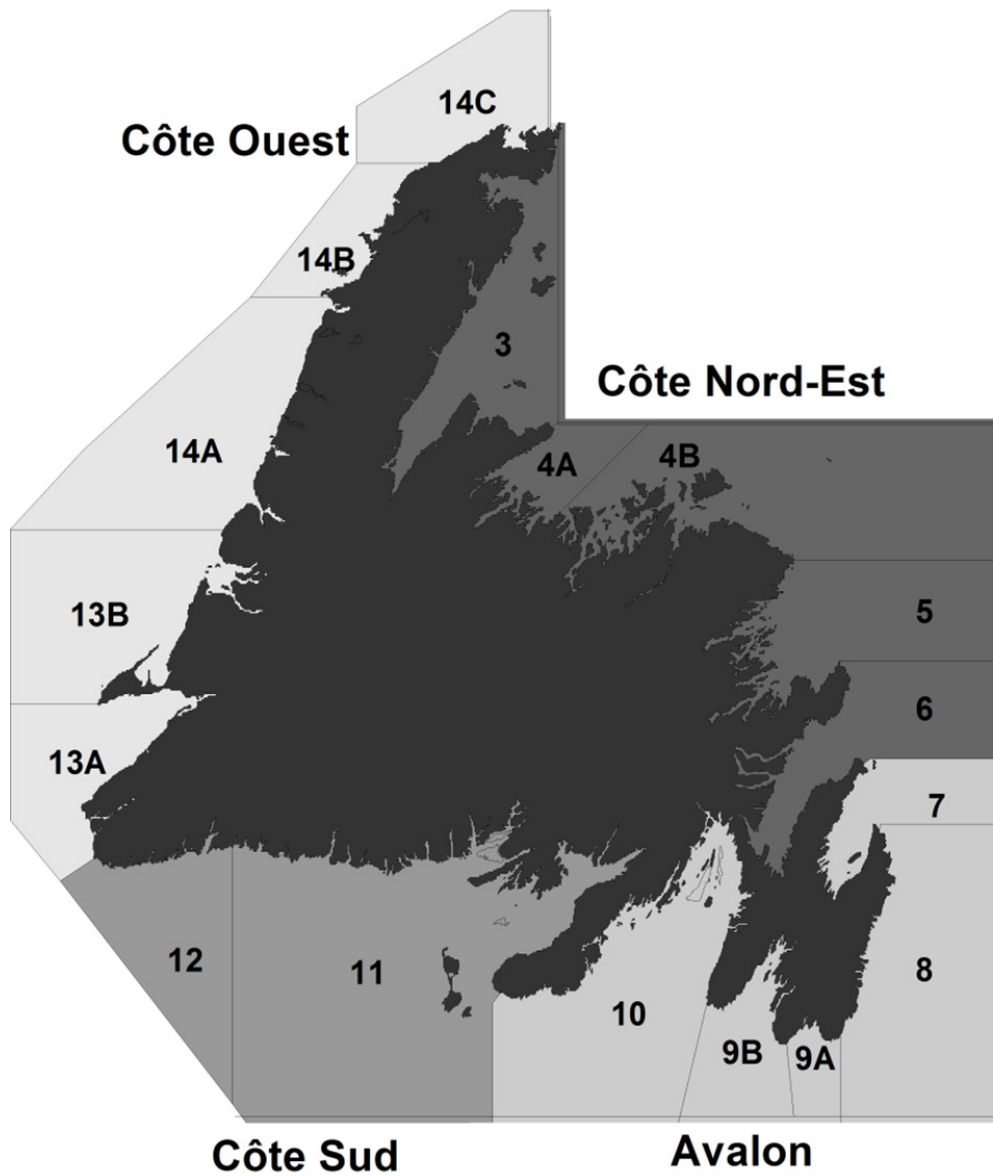 14C
Côte Ouest
14B
3
Côte Nord-Est
14A
4A
4B
13B
5
6
13A
7
12
11
8
10
9B
9A
Côte Sud
Avalon